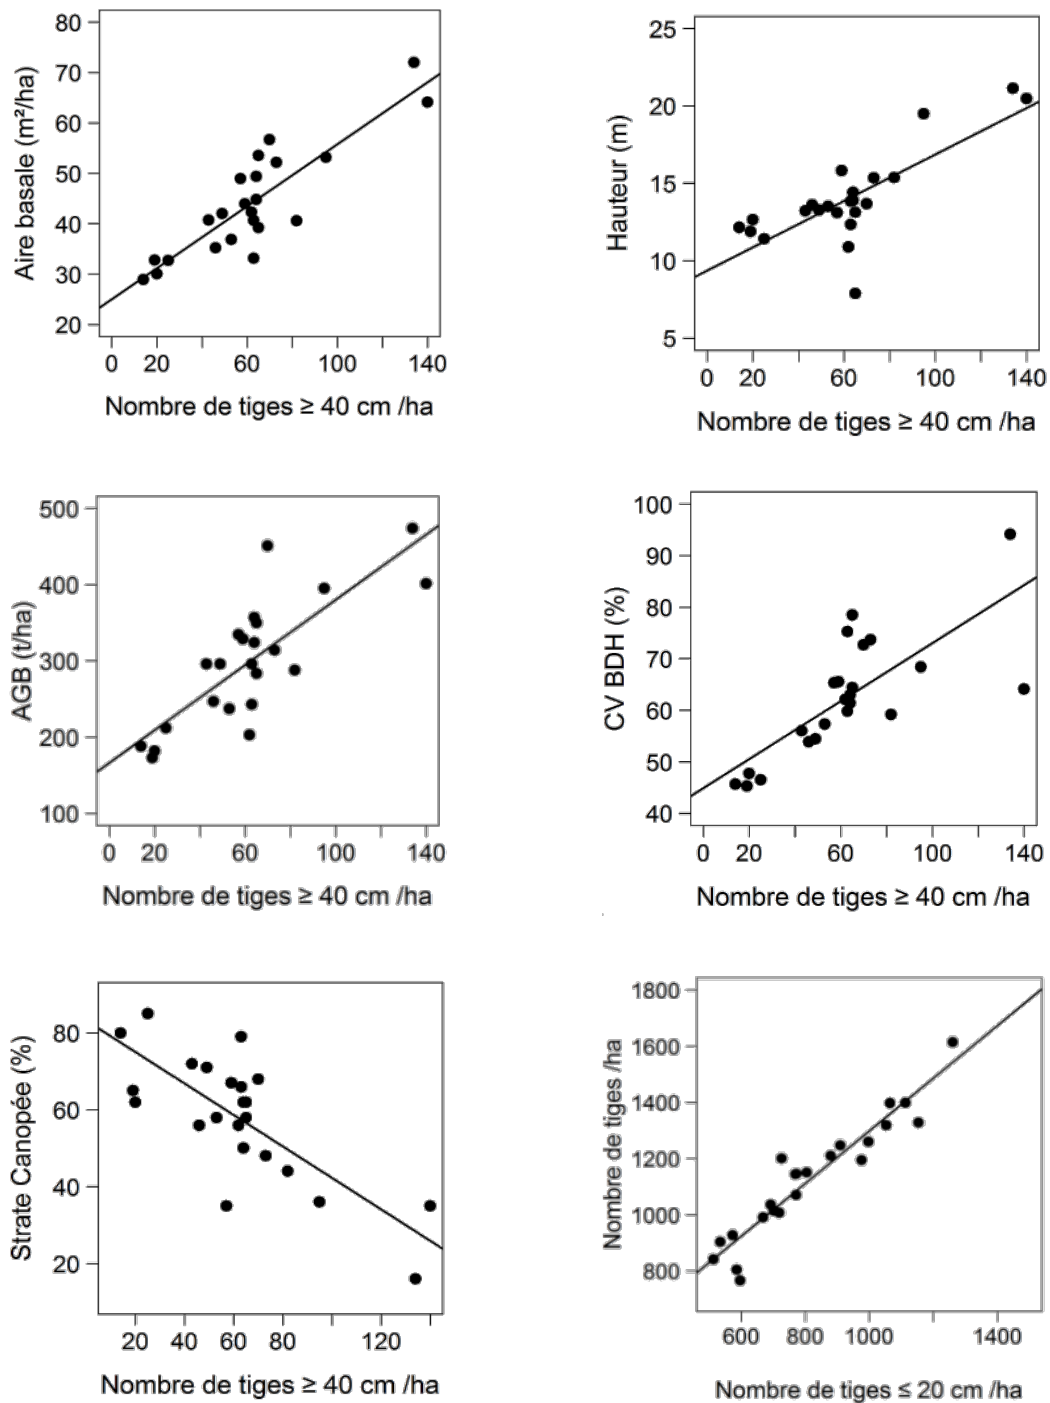 80
70
60
50
40
30
20
Aire basale (m²/ha)
0 20 60 100 140
Nombre de tiges ≥ 40 cm /ha
25
20
15
10
5
Hauteur (m)
0 20 60 100 140
Nombre de tiges ≥ 40 cm /ha
500
400
300
200
100
AGB (t/ha)
0 20 60 100 140
Nombre de tiges ≥ 40 cm /ha
100
90
80
70
60
50
40
CV BDH (%)
0 20 60 100 140
Nombre de tiges ≥ 40 cm /ha
80
60
40
20
Strate Canopée (%)
20 40 60 80 120
Nombre de tiges ≥ 40 cm /ha
1800
1600
1400
1200
1000
800
Nombre de tiges /ha
600 800 1000 1400
Nombre de tiges ≤ 20 cm /ha